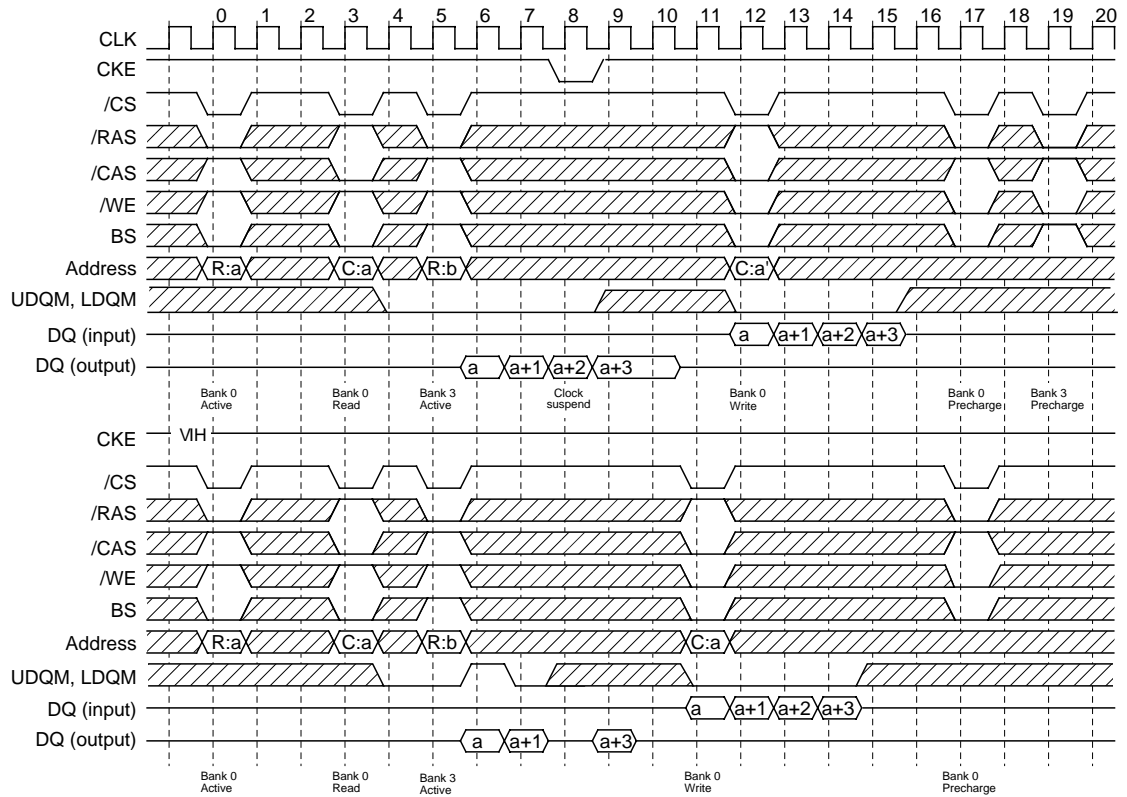 0 1 2 3 4 5 6 7 8 9 10 11 12 13 14 15 16 17 18 19 20
CLK
CKE
/CS
/RAS
/CAS
/WE
BS
Address R:a C:a R:b C:a'
UDQM, LDQM
DQ (input) a a+1 a+2 a+3
DQ (output) a a+1 a+2 a+3
Bank 0 Bank 0 Bank 3 Clock Bank 0 Bank 0 Bank 3
Active Read Active suspend Write Precharge Precharge
CKE VIH
/CS
/RAS
/CAS
/WE
BS
Address R:a C:a R:b C:a
UDQM, LDQM
DQ (input) a a+1 a+2 a+3
DQ (output) a a+1 a+3
Bank 0 Bank 0 Bank 3 Bank 0 Bank 0
Active Read Active Write Precharge